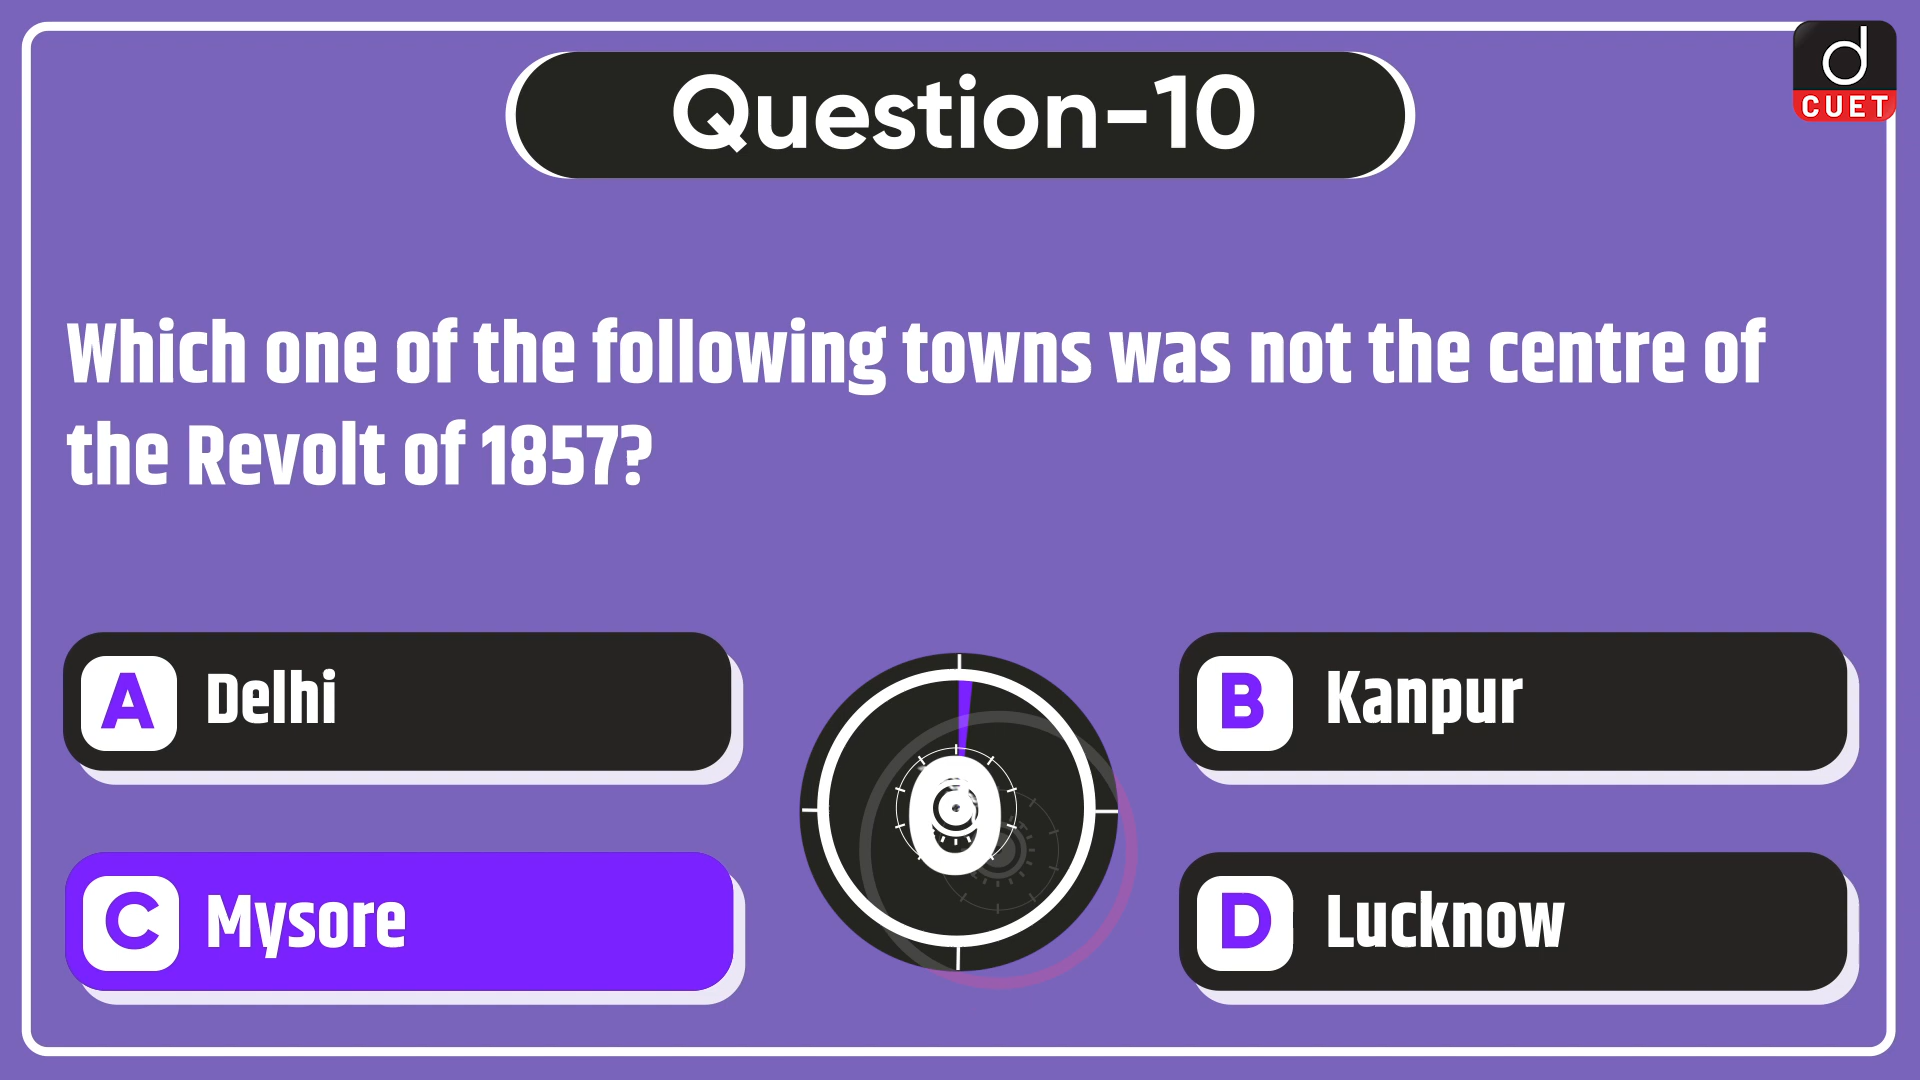 d
CUET
Question-10
Which one of the following towns was not the centre of
the Revolt of 1857?
A Delhi
B Kanpur
0
C Mysore
D Lucknow